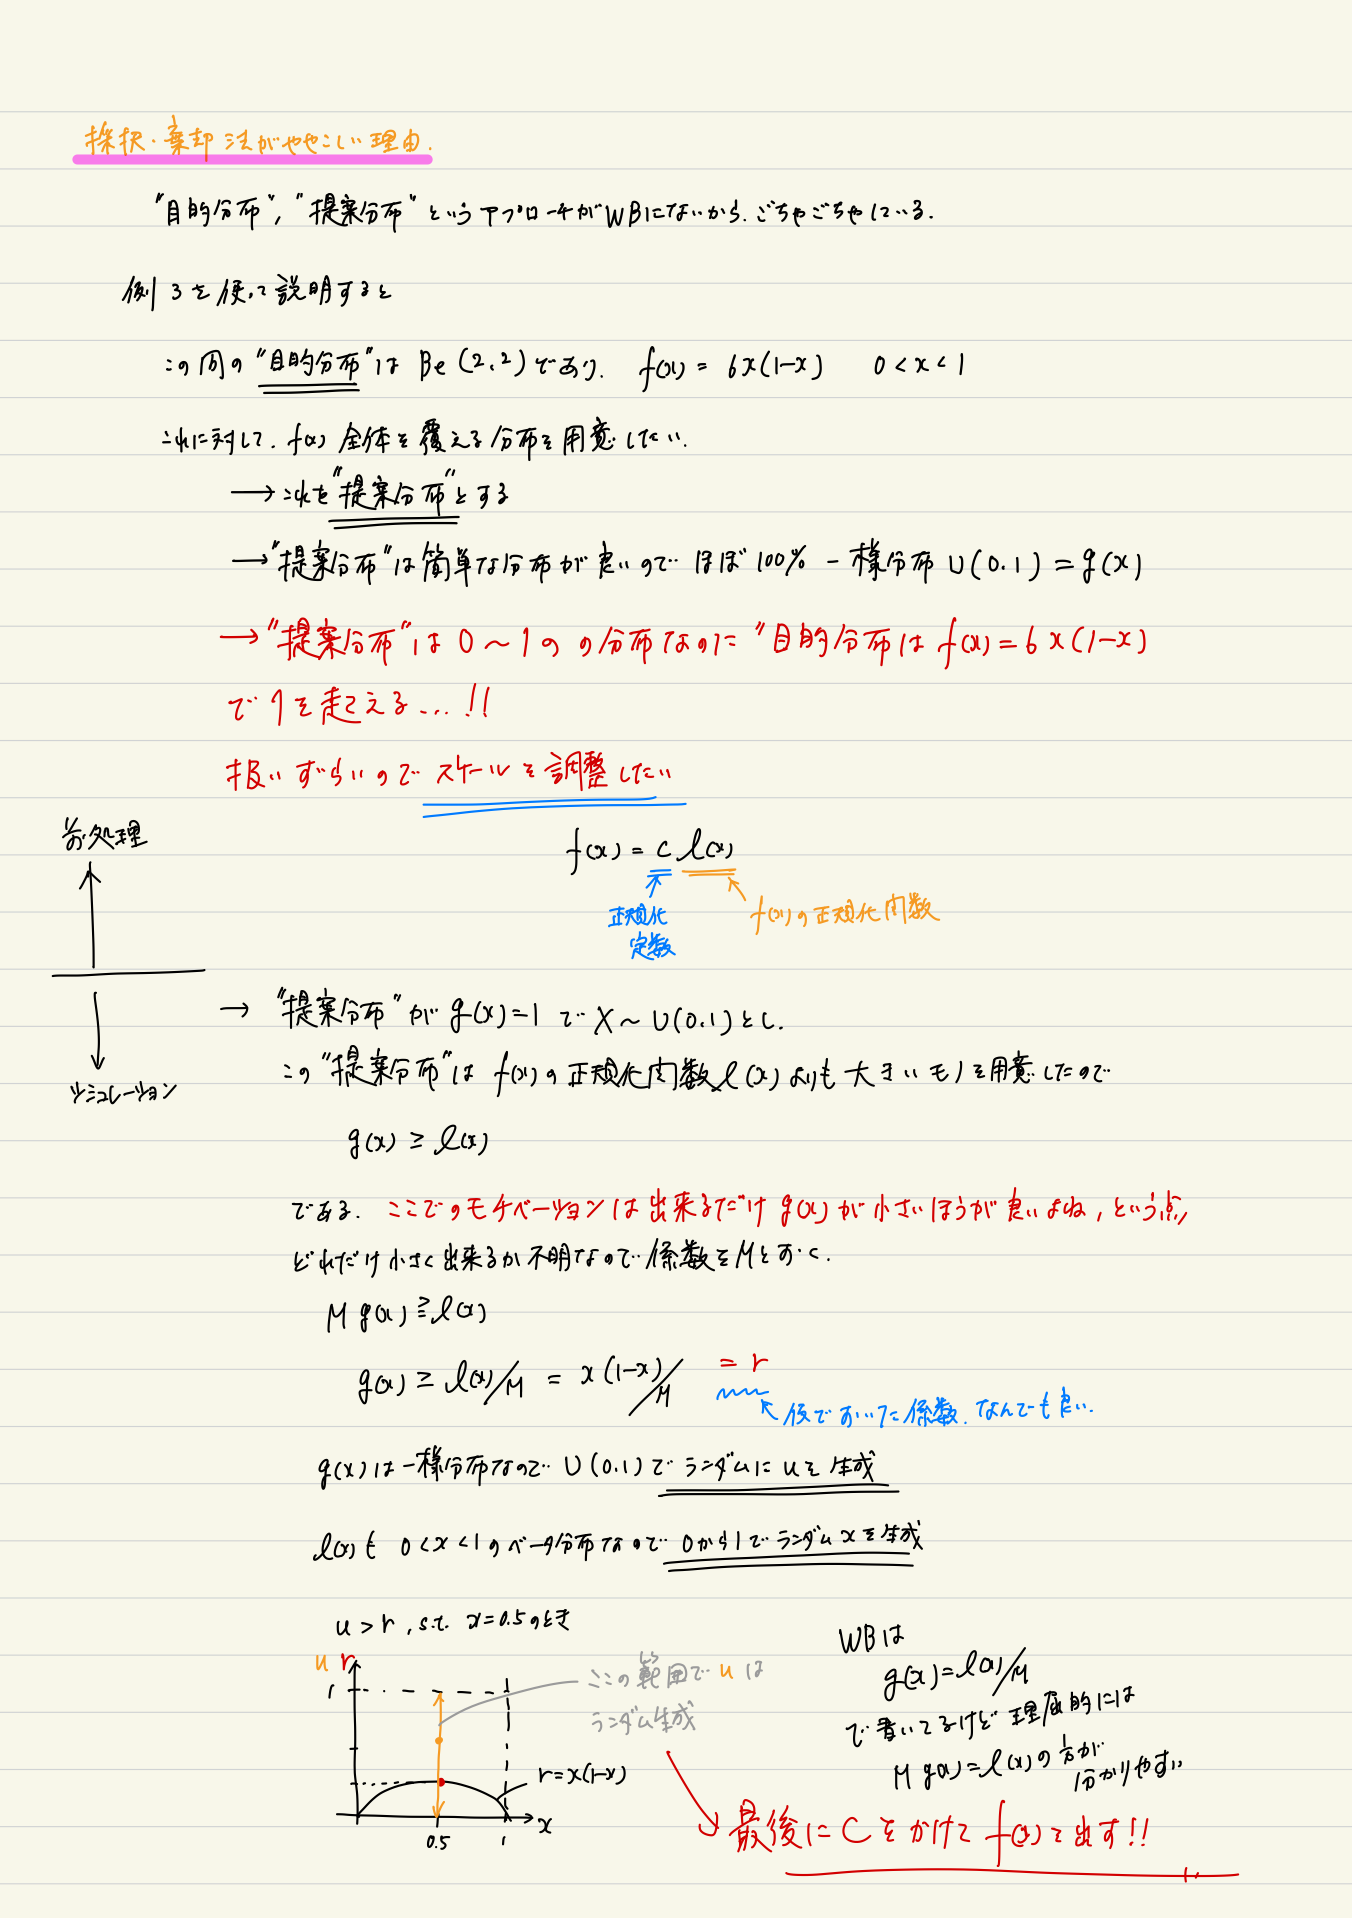 採択・棄却法がややこしい理由.
"目的分布", "提案分布" というアプローチがWBにないから. ごちゃごちゃしている.
例3を使って説明すると
この問の"目的分布"は Be(2,2)であり. f(x) = 6x(1-x) 0<x<1
これに対して. f(x) 全体を覆える分布を用意したい.
→ これを"提案分布"とする
→ "提案分布"は簡単な分布が良いので ほぼ100% 一様分布 U(0.1) = g(x)
→ "提案分布"は 0〜1の の分布なのに "目的分布は f(x) = 6x(1-x)
で 1を超える...!!
扱いずらいので スケールを調整したい
前処理
f(x) = c l(x)
正規化
定数
f(x)の正規化関数
→ "提案分布"が g(x)=1 で X〜U(0.1)とし.
シミュレーション
この"提案分布"は f(x)の正規化関数 l(x)よりも 大きいモノを用意したので
g(x) ≥ l(x)
である. ここでのモチベーションは出来るだけ g(x)が小さいほうが良いよね, という点,
どれだけ小さく出来るか不明なので 係数をMとおく.
M g(x) ≧ l(x)
g(x) ≥ l(x)/M = x(1-x)/M = r
後でおいた係数. なんでも良い.
g(x)は一様分布なので U(0.1)で ランダムに uを生成
l(x)も 0<x<1のベータ分布なので 0から1で ランダム xを生成
u > r, s.t. x=0.5のとき
u r
1
ここの範囲で u は
ランダム生成
r=x(1-x)
x
0.5
1
WBは
g(x)=l(x)/M
で書いてるけど 理屈的には
M g(x)=l(x)の方が
分かりやすい
最後に Cをかけて f(x)を出す!!